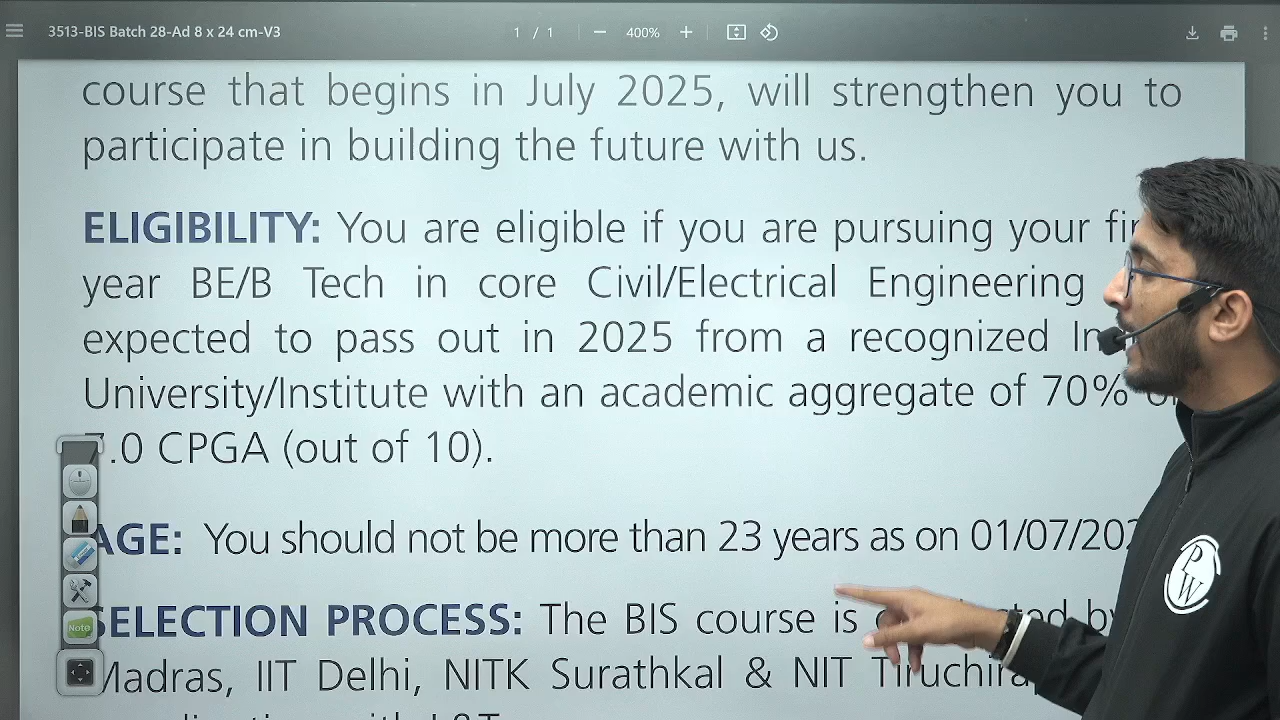 3513-BIS Batch 28-Ad 8 x 24 cm-V3
1 / 1
400%
course that begins in July 2025, will strengthen you to
participate in building the future with us.
ELIGIBILITY: You are eligible if you are pursuing your
year BE/B Tech in core Civil/Electrical Engineering
expected to pass out in 2025 from a recognized
University/Institute with an academic aggregate of 70%
7.0 CPGA (out of 10).
AGE: You should not be more than 23 years as on
SELECTION PROCESS: The BIS course is by
Madras, IIT Delhi, NITK Surathkal & NIT
L&T
Note
PW